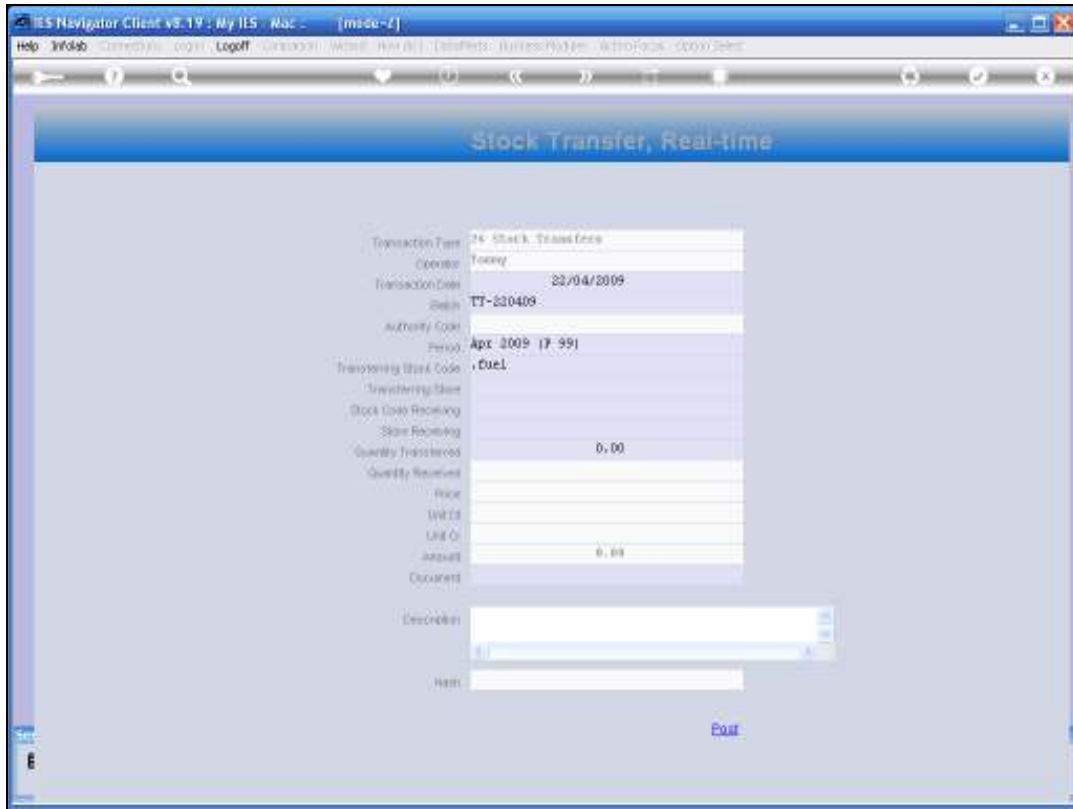 IES Navigator Client v8.19 : My IES - Mac : [mode-L]
Help Infolab Logoff Companion Wizard
Stock Transfer, Real-time
Transaction Type 24 Stock Transfers
Operator Tommy
Transaction Date 22/04/2009
Batch TT-220409
Authority Code
Period Apr 2009 (P 99)
Transferring Stock Code .fuel
Transferring Store
Stock Code Receiving
Store Receiving
Quantity Transferred 0.00
Quantity Received
Price
Unit Dt
Unit Cr
Amount 0.00
Document
Description
Hash
Post